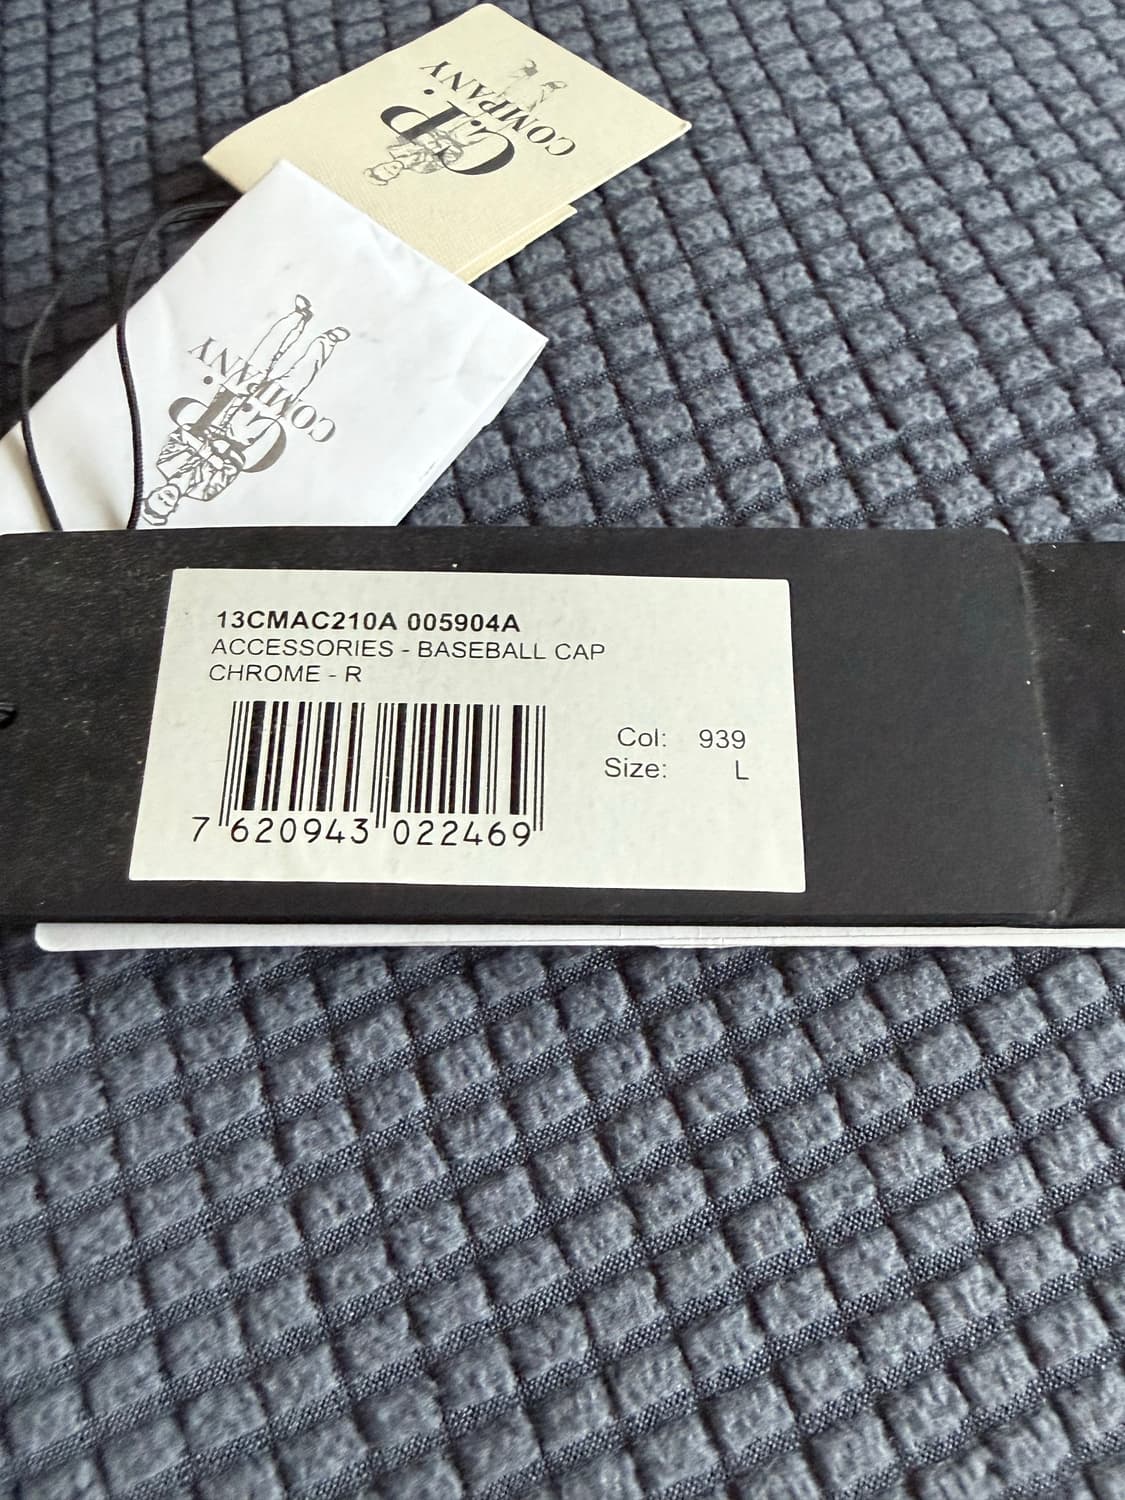 C.P.
COMPANY
C.P.
COMPANY
13CMAC210A 005904A
ACCESSORIES - BASEBALL CAP
CHROME - R
Col: 939
Size: L
7 620943 022469